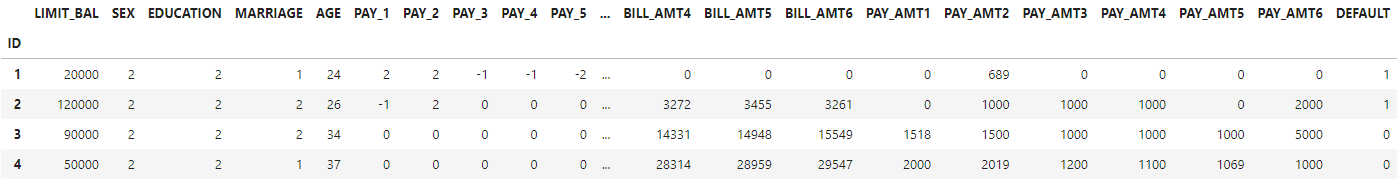 LIMIT_BAL SEX EDUCATION MARRIAGE AGE PAY_1 PAY_2 PAY_3 PAY_4 PAY_5 ... BILL_AMT4 BILL_AMT5 BILL_AMT6 PAY_AMT1 PAY_AMT2 PAY_AMT3 PAY_AMT4 PAY_AMT5 PAY_AMT6 DEFAULT
ID
1 20000 2 2 1 24 2 2 -1 -1 -2 ... 0 0 0 0 689 0 0 0 0 1
2 120000 2 2 2 26 -1 2 0 0 0 ... 3272 3455 3261 0 1000 1000 1000 0 2000 1
3 90000 2 2 2 34 0 0 0 0 0 ... 14331 14948 15549 1518 1500 1000 1000 1000 5000 0
4 50000 2 2 1 37 0 0 0 0 0 ... 28314 28959 29547 2000 2019 1200 1100 1069 1000 0